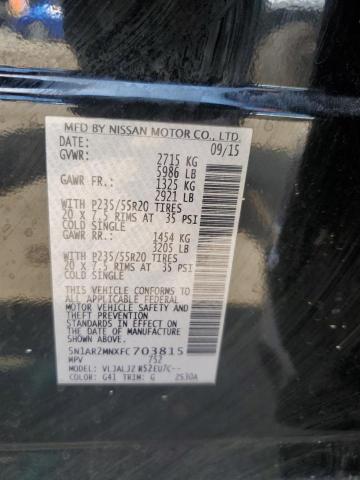 MFD BY NISSAN MOTOR CO., LTD.
DATE: 09/15
GVWR: 2715 KG
5986 LB
GAWR FR.: 1325 KG
2921 LB
WITH P235/55R20 TIRES
20 X 7.5 RIMS AT 35 PSI
COLD SINGLE
GAWR RR.: 1454 KG
3205 LB
WITH P235/55R20 TIRES
20 X 7.5 RIMS AT 35 PSI
COLD SINGLE
THIS VEHICLE CONFORMS TO
ALL APPLICABLE FEDERAL
MOTOR VEHICLE SAFETY
AND THEFT PREVENTION
STANDARDS IN EFFECT ON
THE DATE OF MANUFACTURE
SHOWN ABOVE.
5N1AR2MNXFC703815
MPV 752
MODEL: VLJALJZ W52EU7C--
COLOR: G41 TRIM: G 2S30A